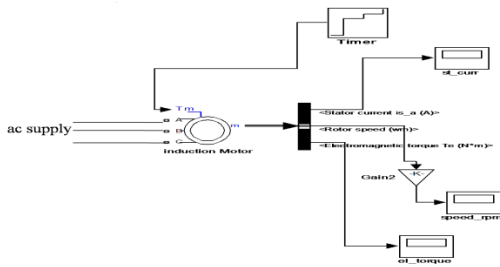 Timer
st_curr
Tm
A
m
<Stator current is_a (A)>
ac supply
B
<Rotor speed (wm)>
C
<Electromagnetic torque Te (N*m)>
induction Motor
-K-
Gain2
speed_rpm
el_torque